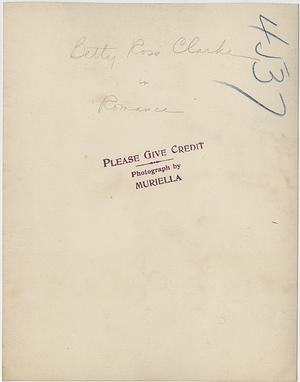 4537
Betty Ross Clarke
in
Romance
PLEASE GIVE CREDIT
Photograph by
MURIELLA